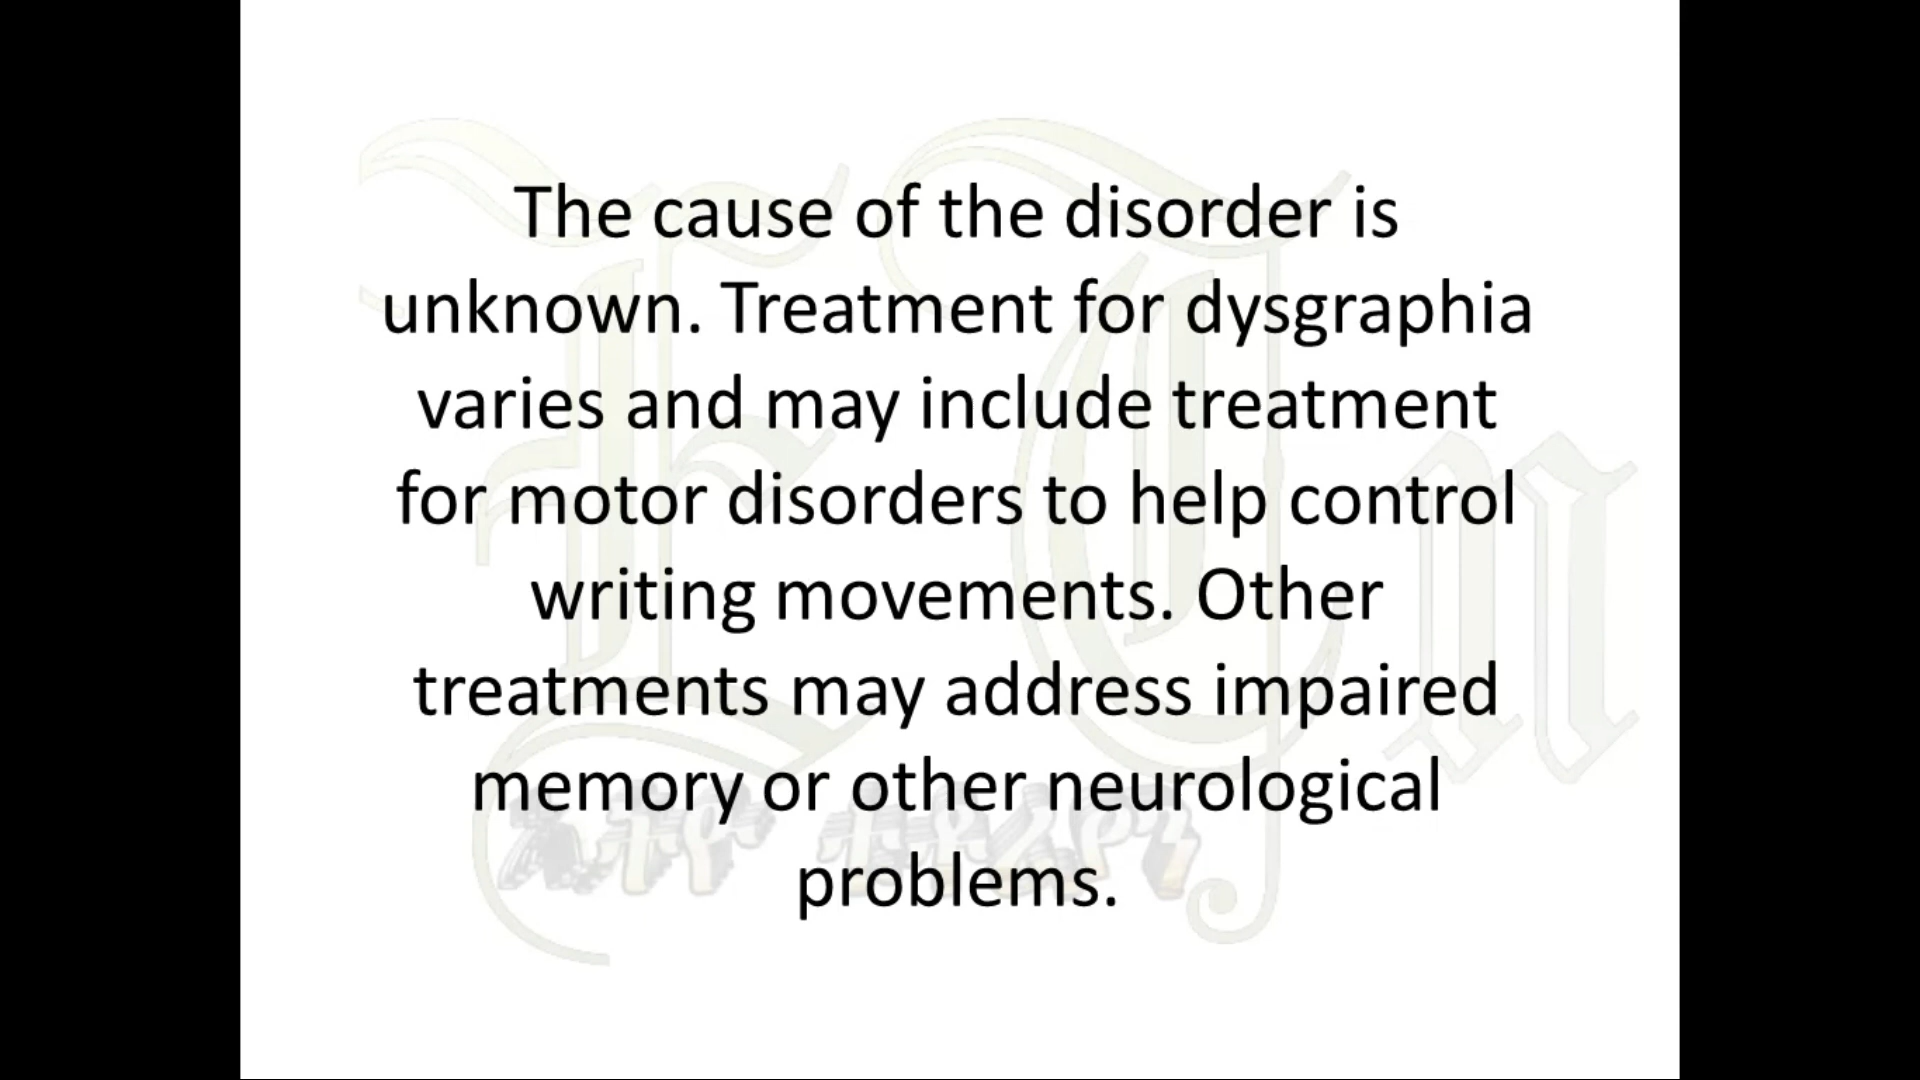 The cause of the disorder is
unknown. Treatment for dysgraphia
varies and may include treatment
for motor disorders to help control
writing movements. Other
treatments may address impaired
memory or other neurological
problems.